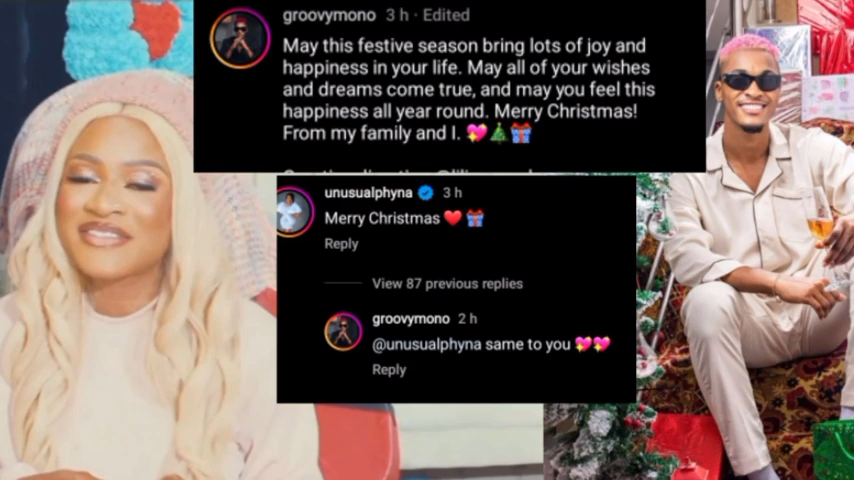 groovymono 3 h · Edited
May this festive season bring lots of joy and
happiness in your life. May all of your wishes
and dreams come true, and may you feel this
happiness all year round. Merry Christmas!
From my family and I. 💖🎄🎁
unusualphyna 3 h
Merry Christmas ❤️ 🎁
Reply
View 87 previous replies
groovymono 2 h
@unusualphyna same to you 💖💖
Reply